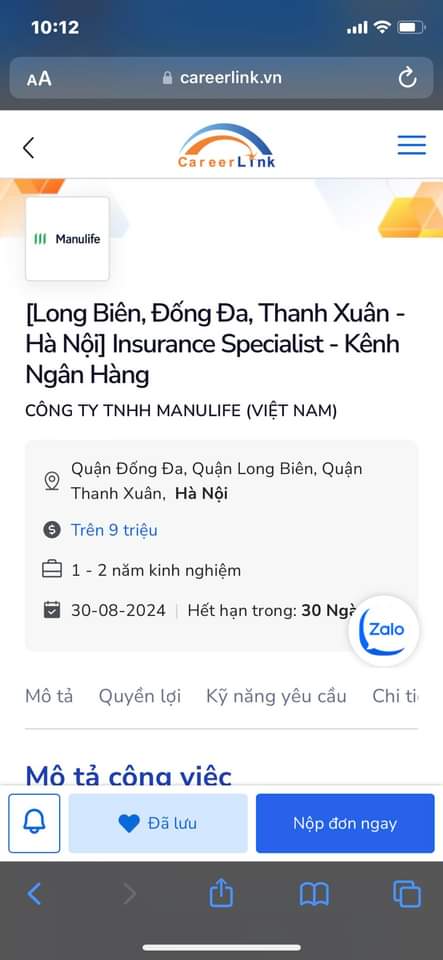 10:12
AA
careerlink.vn
CareerLink
Manulife
[Long Biên, Đống Đa, Thanh Xuân -
Hà Nội] Insurance Specialist - Kênh
Ngân Hàng
CÔNG TY TNHH MANULIFE (VIỆT NAM)
Quận Đống Đa, Quận Long Biên, Quận
Thanh Xuân, Hà Nội
Trên 9 triệu
1 - 2 năm kinh nghiệm
30-08-2024 | Hết hạn trong: 30 Ngà
Zalo
Mô tả Quyền lợi Kỹ năng yêu cầu Chi ti
Mô tả công việc
Đã lưu
Nộp đơn ngay